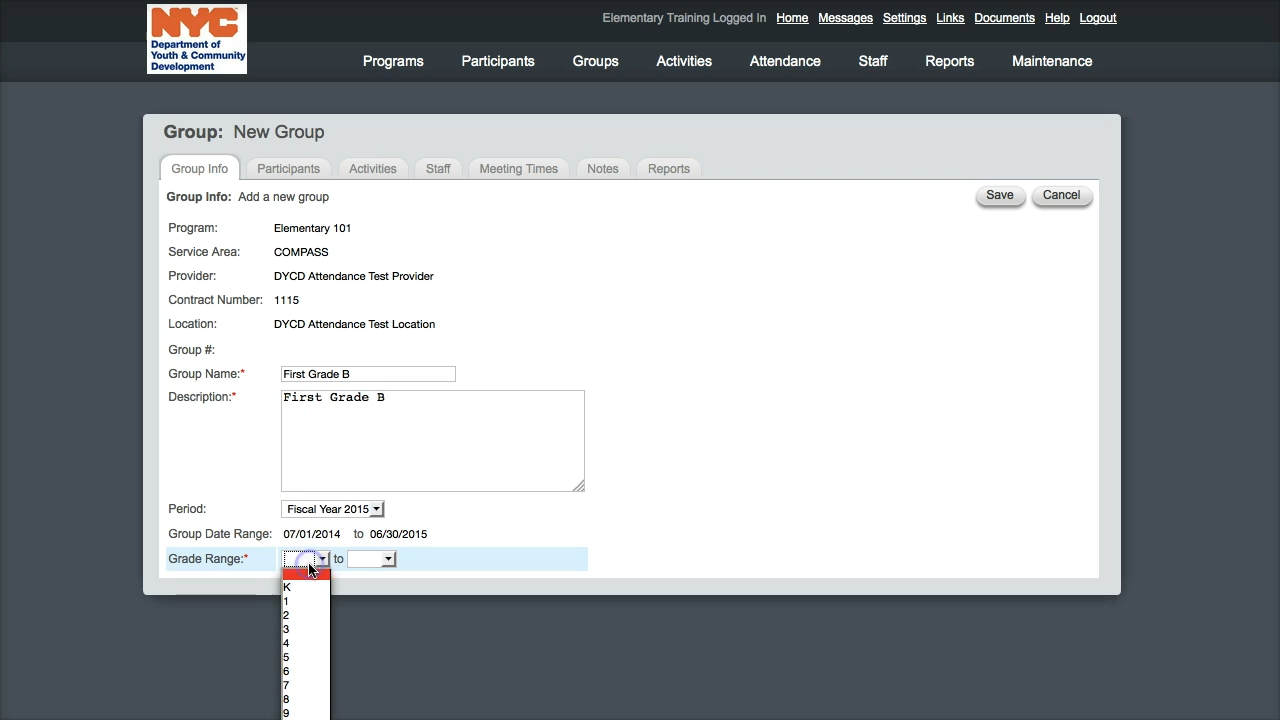 NYC
Department of
Youth & Community
Development
Elementary Training Logged In Home Messages Settings Links Documents Help Logout
Programs Participants Groups Activities Attendance Staff Reports Maintenance
Group: New Group
Group Info Participants Activities Staff Meeting Times Notes Reports
Group Info: Add a new group Save Cancel
Program: Elementary 101
Service Area: COMPASS
Provider: DYCD Attendance Test Provider
Contract Number: 1115
Location: DYCD Attendance Test Location
Group #:
Group Name:* First Grade B
Description:* First Grade B
Period: Fiscal Year 2015
Group Date Range: 07/01/2014 to 06/30/2015
Grade Range:* to
K
1
2
3
4
5
6
7
8
9